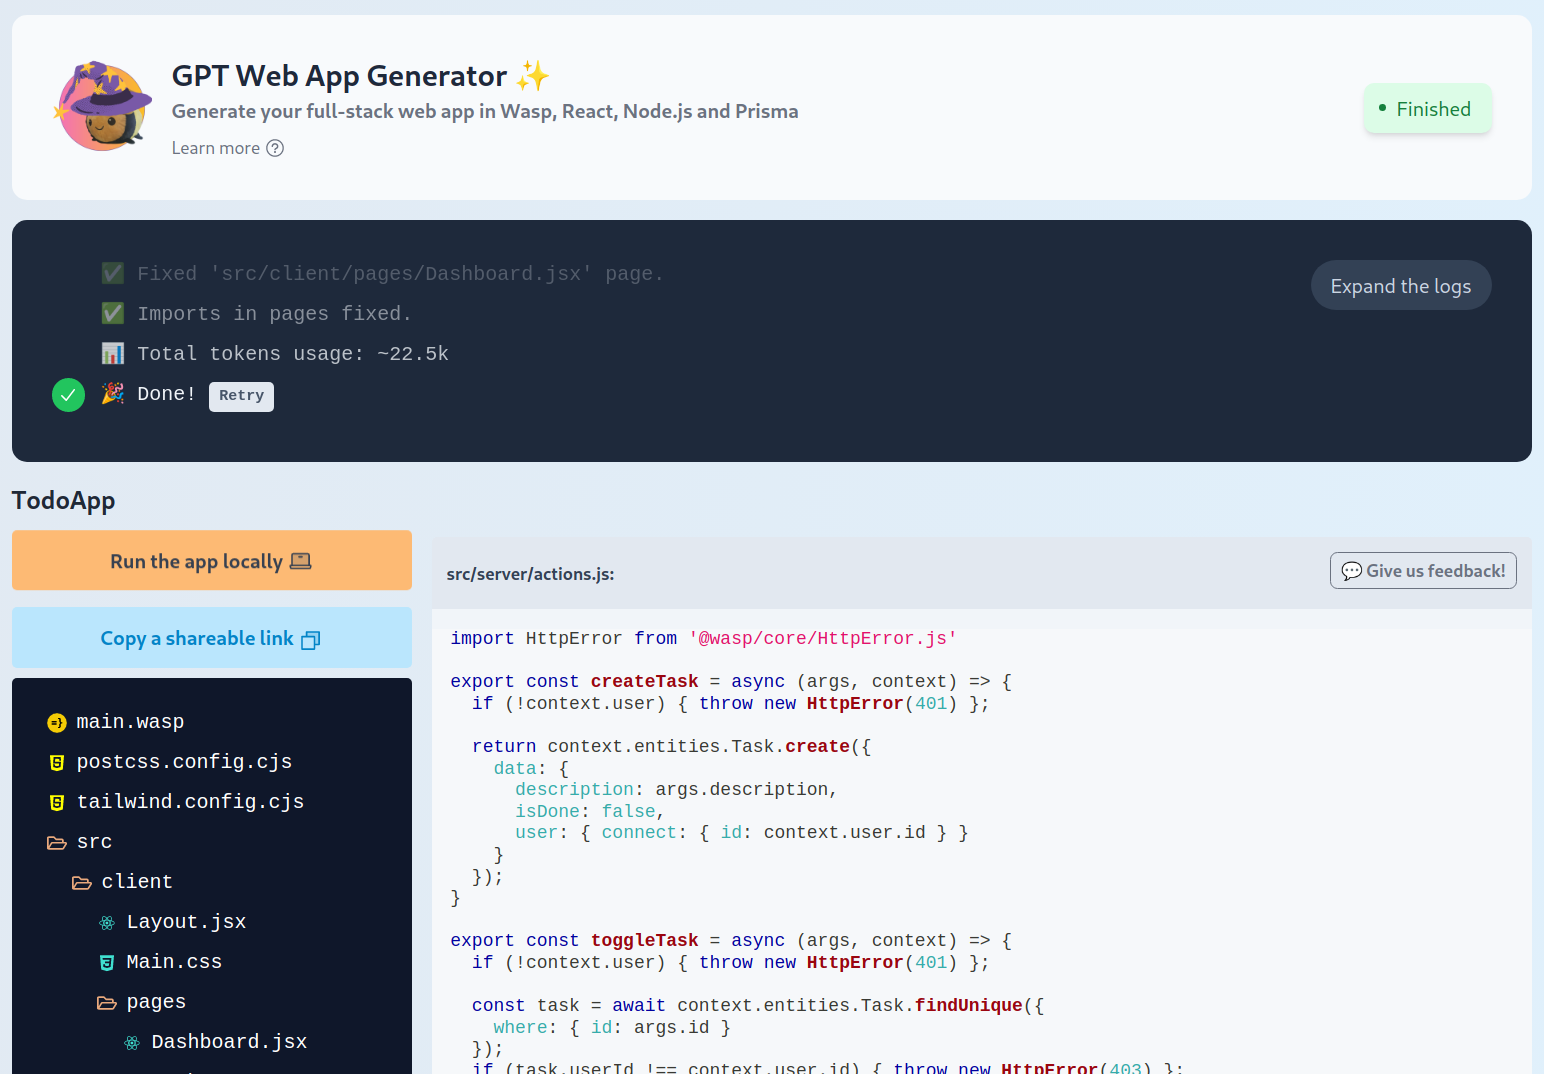 GPT Web App Generator ✨
Generate your full-stack web app in Wasp, React, Node.js and Prisma
Learn more
Finished
✅ Fixed 'src/client/pages/Dashboard.jsx' page.
Expand the logs
✅ Imports in pages fixed.
📊 Total tokens usage: ~22.5k
🎉 Done! Retry
TodoApp
Run the app locally
Copy a shareable link
main.wasp
postcss.config.cjs
tailwind.config.cjs
src
client
Layout.jsx
Main.css
pages
Dashboard.jsx
src/server/actions.js:
💬 Give us feedback!
import HttpError from '@wasp/core/HttpError.js'
export const createTask = async (args, context) => {
  if (!context.user) { throw new HttpError(401) };
  return context.entities.Task.create({
    data: {
      description: args.description,
      isDone: false,
      user: { connect: { id: context.user.id } }
    }
  });
}
export const toggleTask = async (args, context) => {
  if (!context.user) { throw new HttpError(401) };
  const task = await context.entities.Task.findUnique({
    where: { id: args.id }
  });
  if (task.userId !== context.user.id) { throw new HttpError(403) };